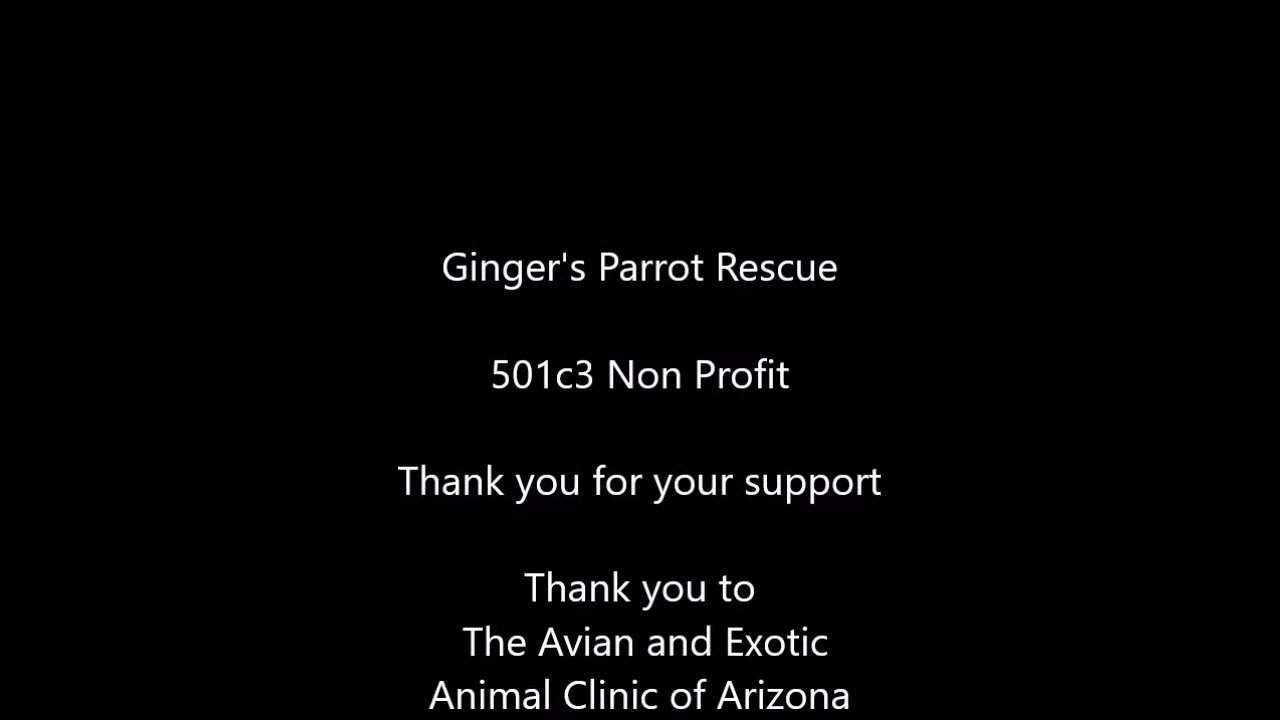 Ginger's Parrot Rescue
501c3 Non Profit
Thank you for your support
Thank you to
The Avian and Exotic
Animal Clinic of Arizona